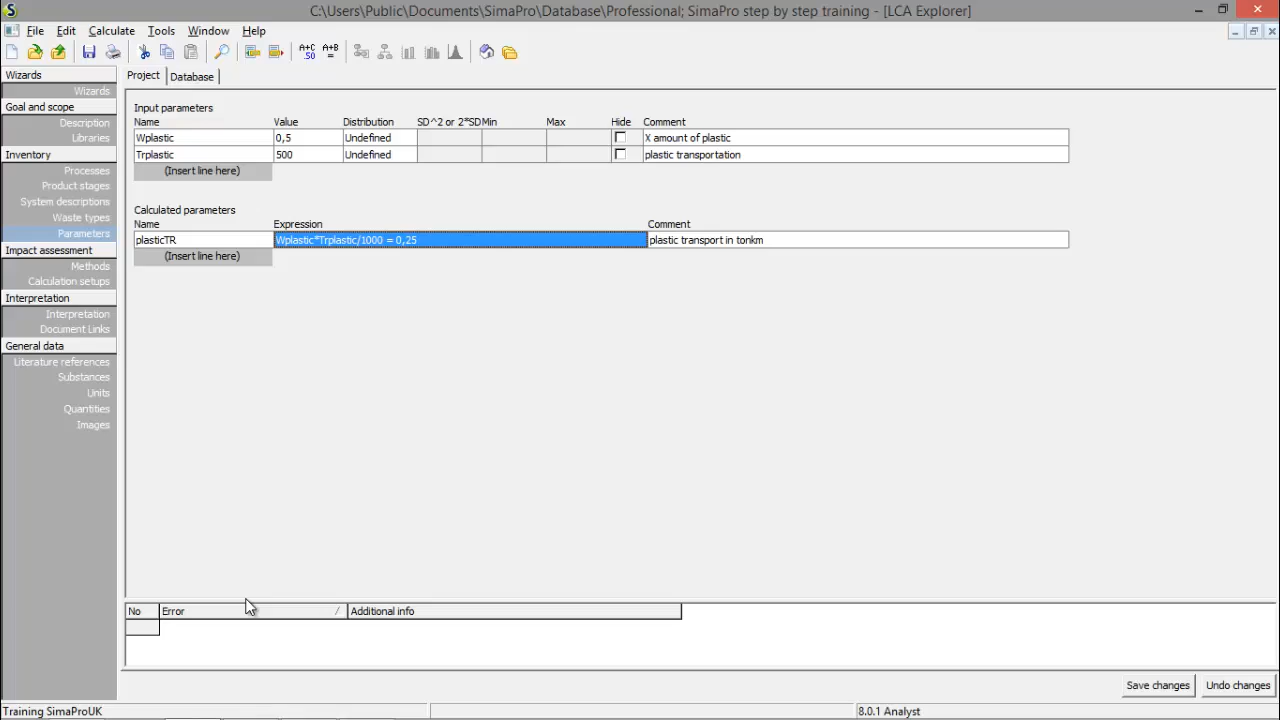 C:\Users\Public\Documents\SimaPro\Database\Professional; SimaPro step by step training - [LCA Explorer]
File Edit Calculate Tools Window Help
Wizards
Wizards
Goal and scope
Description
Libraries
Inventory
Processes
Product stages
System descriptions
Waste types
Parameters
Impact assessment
Methods
Calculation setups
Interpretation
Interpretation
Document Links
General data
Literature references
Substances
Units
Quantities
Images
Project Database
Input parameters
Name Value Distribution SD^2 or 2*SD Min Max Hide Comment
Wplastic 0,5 Undefined X amount of plastic
Trplastic 500 Undefined plastic transportation
(Insert line here)
Calculated parameters
Name Expression Comment
plasticTR Wplastic*Trplastic/1000 = 0,25 plastic transport in tonkm
(Insert line here)
No Error / Additional info
Save changes Undo changes
Training SimaProUK 8.0.1 Analyst